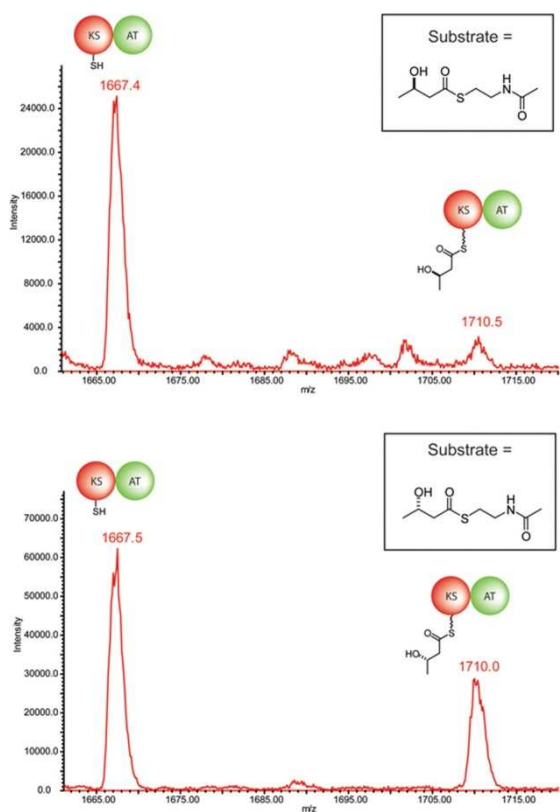 KS AT
SH
1667.4
Substrate =
OH O
S N H
O
KS AT
O S
HO
1710.5
24000.0
20000.0
16000.0
12000.0
8000.0
4000.0
0.0
Intensity
1665.00 1675.00 1685.00 1695.00 1705.00 1715.00
m/z
KS AT
SH
1667.5
Substrate =
OH O
S N H
O
KS AT
O S
HO
1710.0
70000.0
60000.0
50000.0
40000.0
30000.0
20000.0
10000.0
0.0
Intensity
1665.00 1675.00 1685.00 1695.00 1705.00 1715.00
m/z